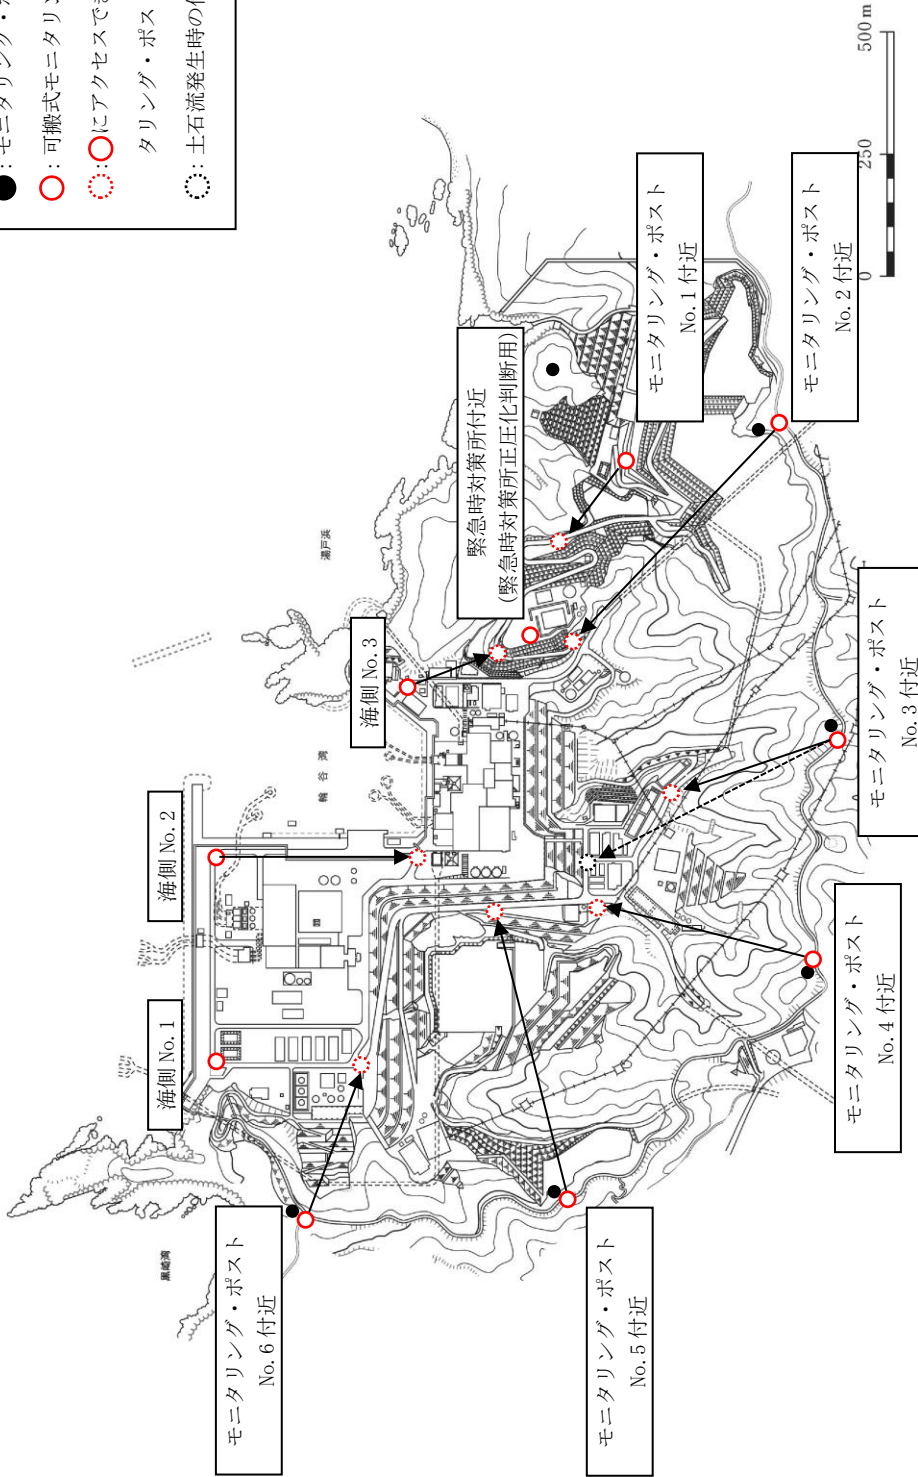 ●：モニタリング・
○：可搬式モニタリン
：○にアクセスでき
タリング・ポス
：土石流発生時の
500m
250
0
モニタリング・ポスト
No.1付近
モニタリング・ポスト
No.2付近
緊急時対策所付近
(緊急時対策所正圧化判断用)
湯戸浜
海側 No.3
モニタリング・ポスト
No.3付近
輪谷湾
海側 No.2
モニタリング・ポスト
No.4付近
海側 No.1
モニタリング・ポスト
No.5付近
モニタリング・ポスト
No.6付近
黒崎湾